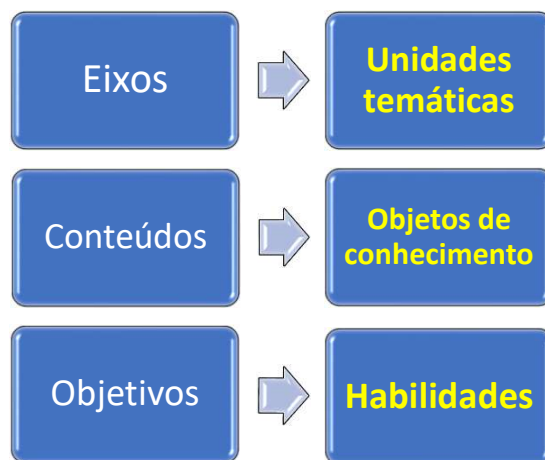 Eixos
Unidades
temáticas
Conteúdos
Objetos de
conhecimento
Objetivos
Habilidades